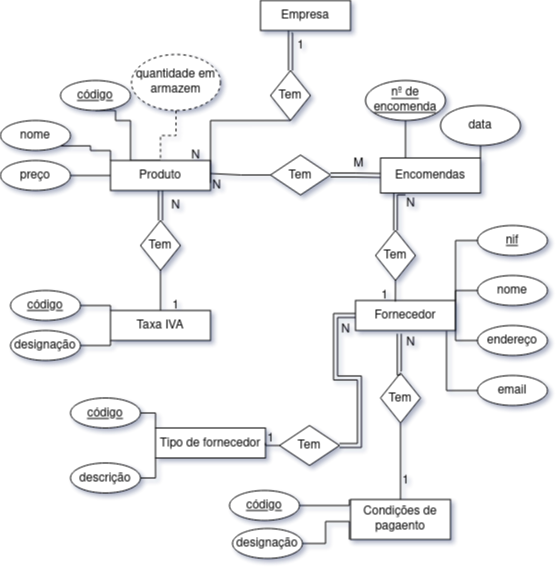 Empresa
1
quantidade em
armazem
Tem
código
nº de
encomenda
data
nome
N
M
preço
Produto
N
Tem
Encomendas
N
N
Tem
Tem
nif
código
1
1
nome
Taxa IVA
Fornecedor
designação
N
N
endereço
email
Tem
código
Tipo de fornecedor
1
Tem
descrição
1
código
Condições de
pagaento
designação